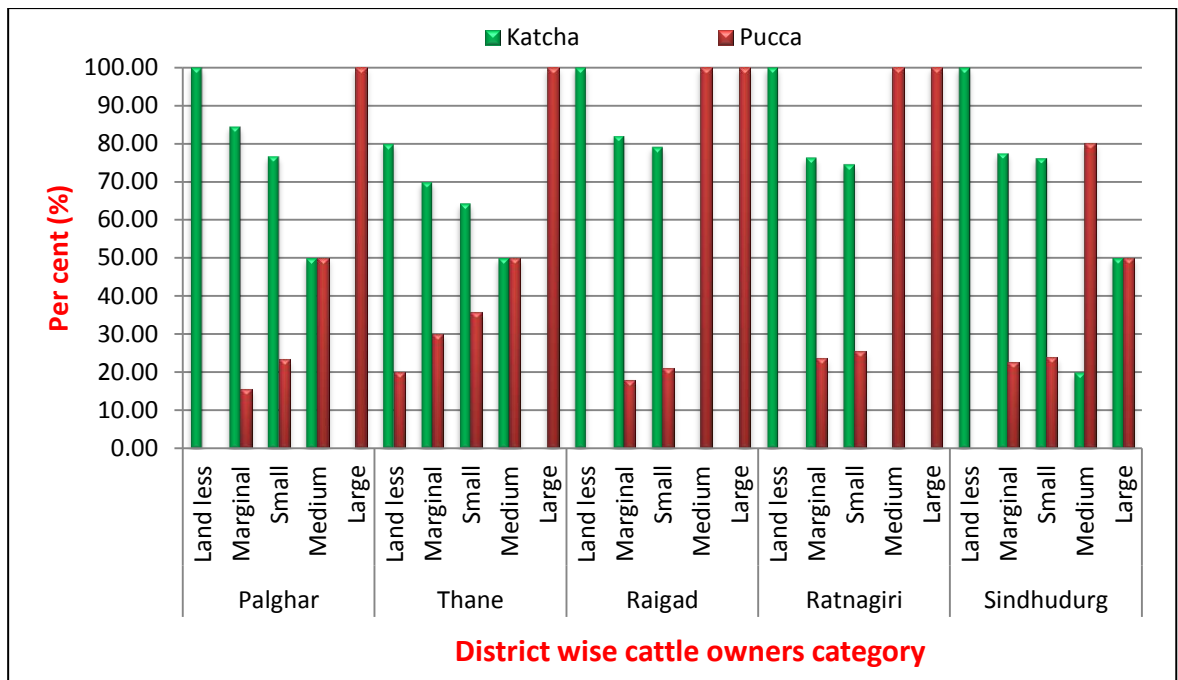 Katcha Pucca
100.00
90.00
80.00
70.00
60.00
50.00
40.00
30.00
20.00
10.00
0.00
Per cent (%)
Land less Marginal Small Medium Large Land less Marginal Small Medium Large Land less Marginal Small Medium Large Land less Marginal Small Medium Large Land less Marginal Small Medium Large
Palghar Thane Raigad Ratnagiri Sindhudurg
District wise cattle owners category